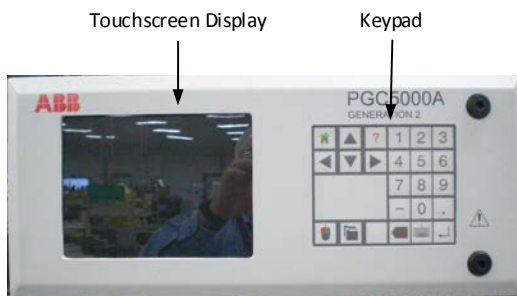 Touchscreen Display Keypad
ABB PGC5000A
GENERATION 2
? 1 2 3
4 5 6
7 8 9
- 0 .